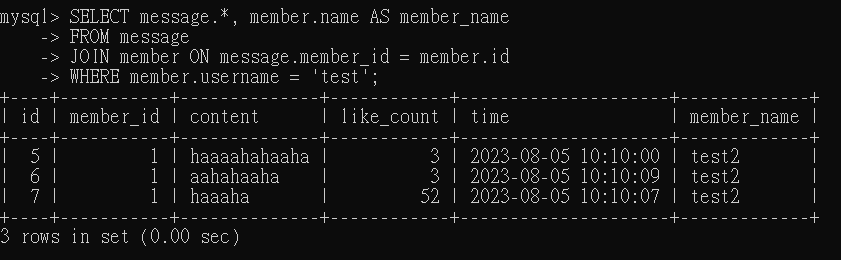 mysql> SELECT message.*, member.name AS member_name
    -> FROM message
    -> JOIN member ON message.member_id = member.id
    -> WHERE member.username = 'test';
+----+-----------+--------------+------------+---------------------+-------------+
| id | member_id | content      | like_count | time                | member_name |
+----+-----------+--------------+------------+---------------------+-------------+
|  5 |         1 | haaaahahaaha |          3 | 2023-08-05 10:10:00 | test2       |
|  6 |         1 | aahahaaha    |          3 | 2023-08-05 10:10:09 | test2       |
|  7 |         1 | haaaha       |         52 | 2023-08-05 10:10:07 | test2       |
+----+-----------+--------------+------------+---------------------+-------------+
3 rows in set (0.00 sec)